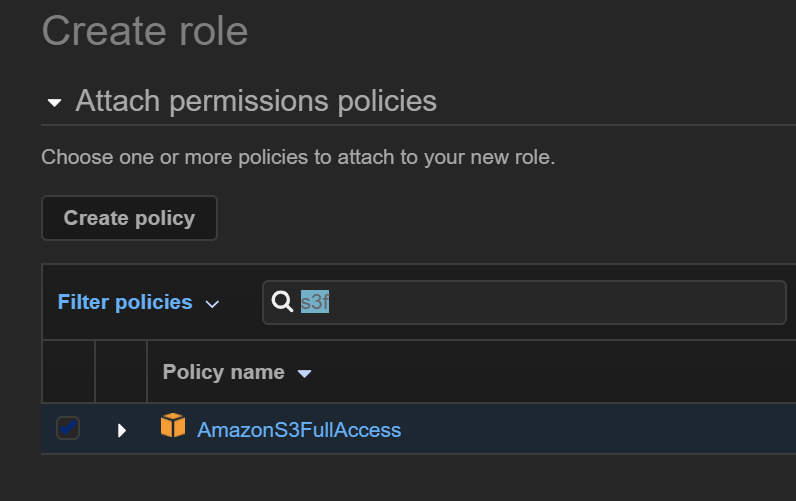 Create role
Attach permissions policies
Choose one or more policies to attach to your new role.
Create policy
Filter policies s3f
Policy name
AmazonS3FullAccess